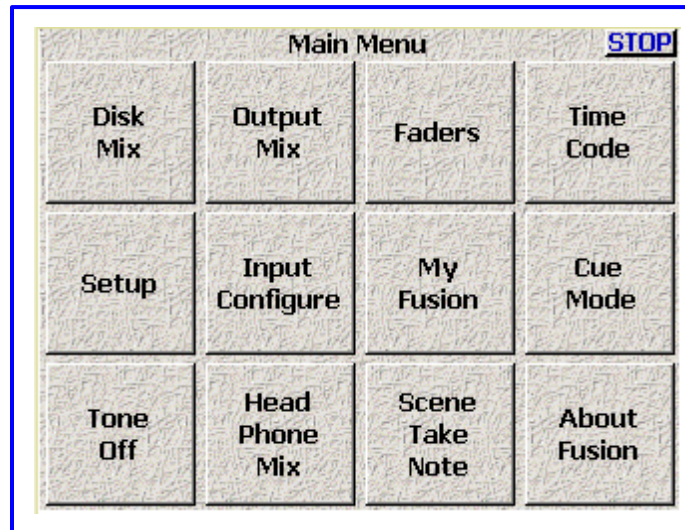 Main Menu STOP
Disk
Mix
Output
Mix
Faders
Time
Code
Setup
Input
Configure
My
Fusion
Cue
Mode
Tone
Off
Head
Phone
Mix
Scene
Take
Note
About
Fusion